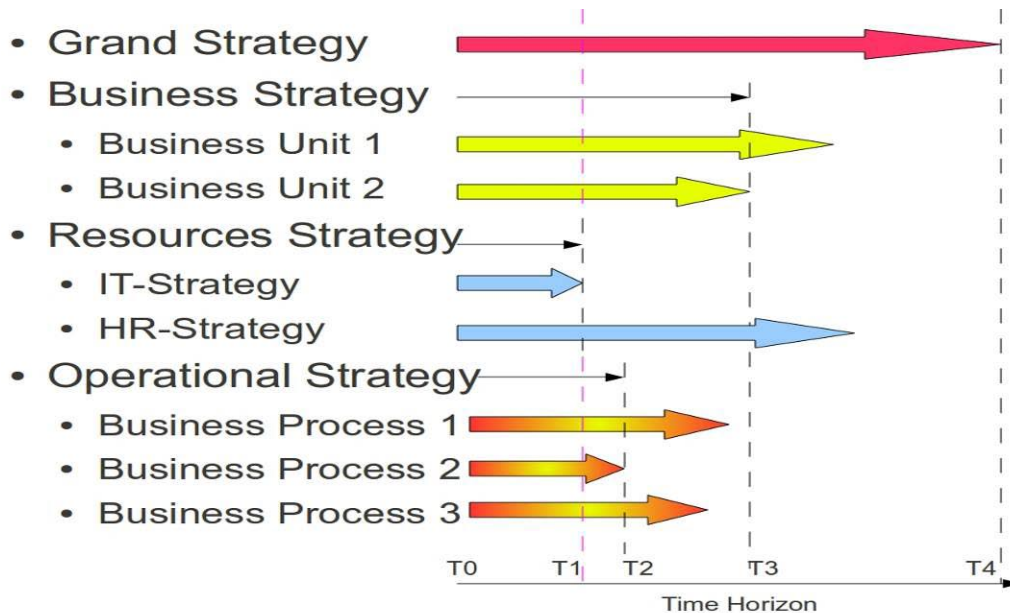 • Grand Strategy
• Business Strategy
• Business Unit 1
• Business Unit 2
• Resources Strategy
• IT-Strategy
• HR-Strategy
• Operational Strategy
• Business Process 1
• Business Process 2
• Business Process 3
T0 T1 T2 T3 T4
Time Horizon